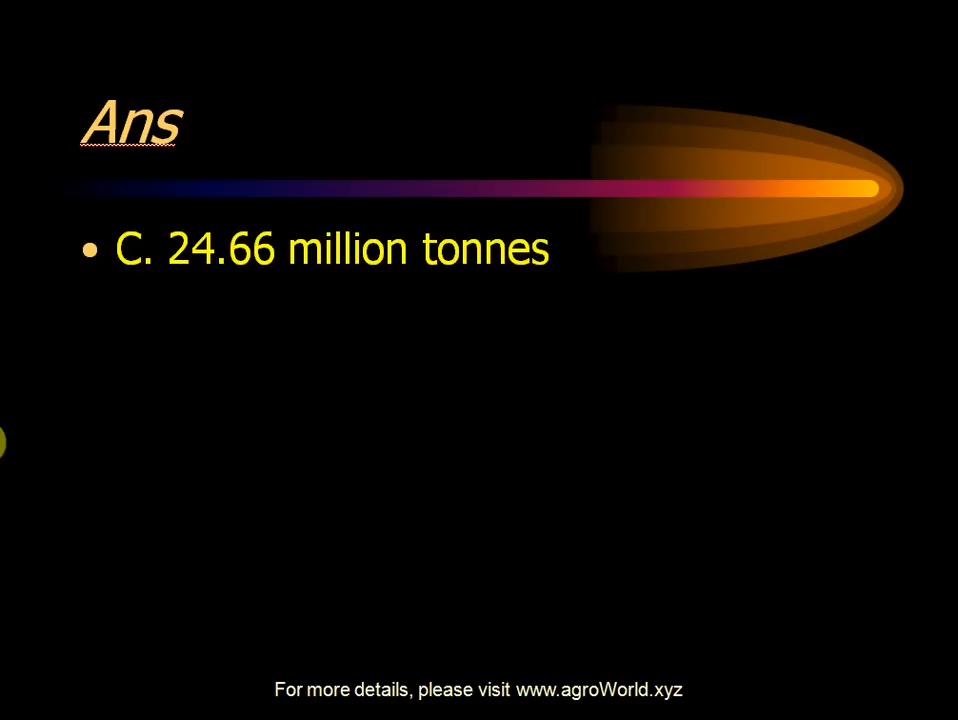 Ans
• C. 24.66 million tonnes
For more details, please visit www.agroWorld.xyz